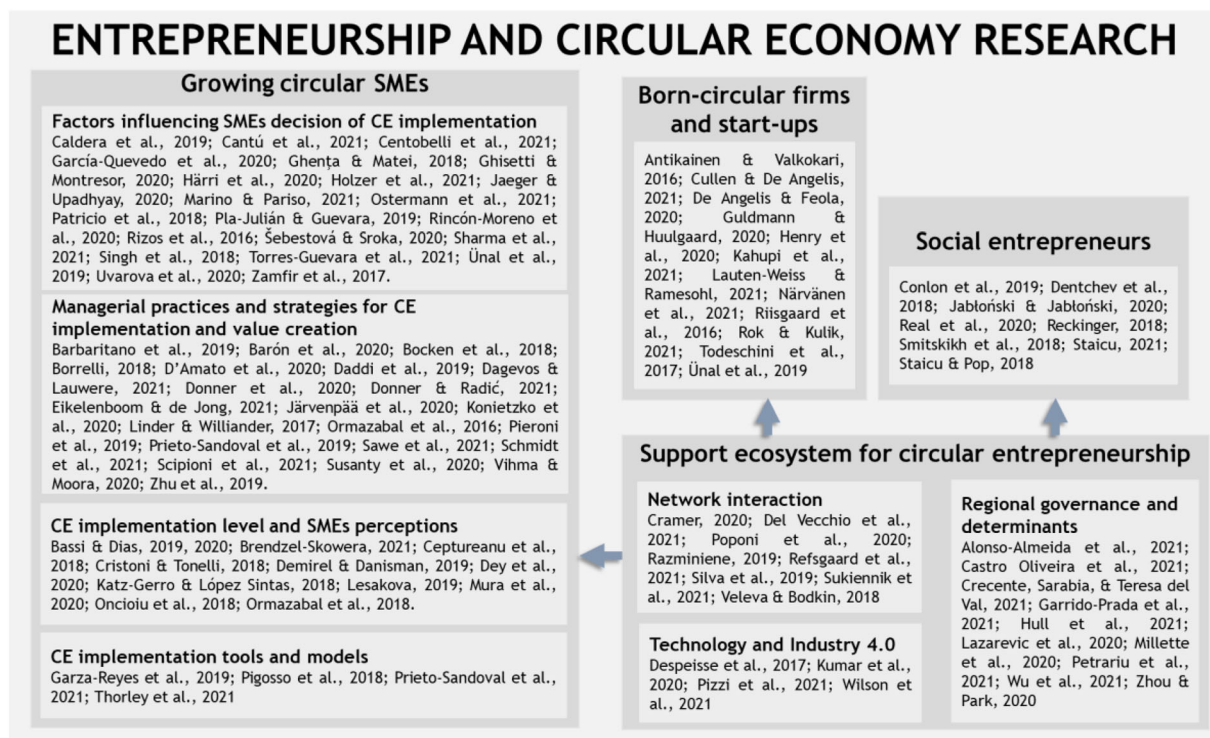 ENTREPRENEURSHIP AND CIRCULAR ECONOMY RESEARCH
Growing circular SMEs
Factors influencing SMEs decision of CE implementation
Caldera et al., 2019; Cantú et al., 2021; Centobelli et al., 2021;
García-Quevedo et al., 2020; Ghența & Matei, 2018; Ghisetti &
Montresor, 2020; Härri et al., 2020; Holzer et al., 2021; Jaeger &
Upadhyay, 2020; Marino & Pariso, 2021; Ostermann et al., 2021;
Patricio et al., 2018; Pla-Julián & Guevara, 2019; Rincón-Moreno et
al., 2020; Rizos et al., 2016; Šebestová & Sroka, 2020; Sharma et al.,
2021; Singh et al., 2018; Torres-Guevara et al., 2021; Ünal et al.,
2019; Uvarova et al., 2020; Zamfir et al., 2017.
Managerial practices and strategies for CE
implementation and value creation
Barbaritano et al., 2019; Barón et al., 2020; Bocken et al., 2018;
Borrelli, 2018; D’Amato et al., 2020; Daddi et al., 2019; Dagevos &
Lauwere, 2021; Donner et al., 2020; Donner & Radić, 2021;
Eikelenboom & de Jong, 2021; Järvenpää et al., 2020; Konietzko et
al., 2020; Linder & Williander, 2017; Ormazabal et al., 2016; Pieroni
et al., 2019; Prieto-Sandoval et al., 2019; Sawe et al., 2021; Schmidt
et al., 2021; Scipioni et al., 2021; Susanty et al., 2020; Vihma &
Moora, 2020; Zhu et al., 2019.
CE implementation level and SMEs perceptions
Bassi & Dias, 2019, 2020; Brendzel-Skowera, 2021; Ceptureanu et al.,
2018; Cristoni & Tonelli, 2018; Demirel & Danisman, 2019; Dey et al.,
2020; Katz-Gerro & López Sintas, 2018; Lesakova, 2019; Mura et al.,
2020; Oncioiu et al., 2018; Ormazabal et al., 2018.
CE implementation tools and models
Garza-Reyes et al., 2019; Pigosso et al., 2018; Prieto-Sandoval et al.,
2021; Thorley et al., 2021
Born-circular firms
and start-ups
Antikainen & Valkokari,
2016; Cullen & De Angelis,
2021; De Angelis & Feola,
2020; Guldmann &
Huulgaard, 2020; Henry et
al., 2020; Kahupi et al.,
2021; Lauten-Weiss &
Ramesohl, 2021; Närvänen
et al., 2021; Riisgaard et
al., 2016; Rok & Kulik,
2021; Todeschini et al.,
2017; Ünal et al., 2019
Social entrepreneurs
Conlon et al., 2019; Dentchev et al.,
2018; Jabłoński & Jabłoński, 2020;
Real et al., 2020; Reckinger, 2018;
Smitskikh et al., 2018; Staicu, 2021;
Staicu & Pop, 2018
Support ecosystem for circular entrepreneurship
Network interaction
Cramer, 2020; Del Vecchio et al.,
2021; Poponi et al., 2020;
Razminiene, 2019; Refsgaard et al.,
2021; Silva et al., 2019; Sukiennik et
al., 2021; Veleva & Bodkin, 2018
Technology and Industry 4.0
Despeisse et al., 2017; Kumar et al.,
2020; Pizzi et al., 2021; Wilson et
al., 2021
Regional governance and
determinants
Alonso-Almeida et al., 2021;
Castro Oliveira et al., 2021;
Crecente, Sarabia, & Teresa del
Val, 2021; Garrido-Prada et al.,
2021; Hull et al., 2021;
Lazarevic et al., 2020; Millette
et al., 2020; Petrariu et al.,
2021; Wu et al., 2021; Zhou &
Park, 2020